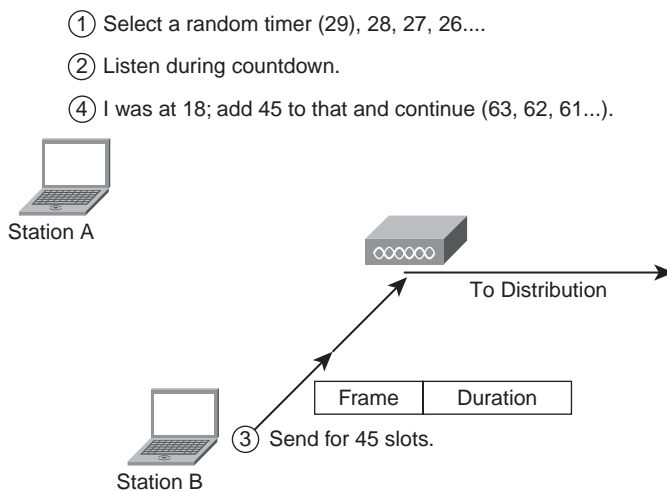 1 Select a random timer (29), 28, 27, 26....
2 Listen during countdown.
4 I was at 18; add 45 to that and continue (63, 62, 61...).
Station A
To Distribution
Frame Duration
3 Send for 45 slots.
Station B